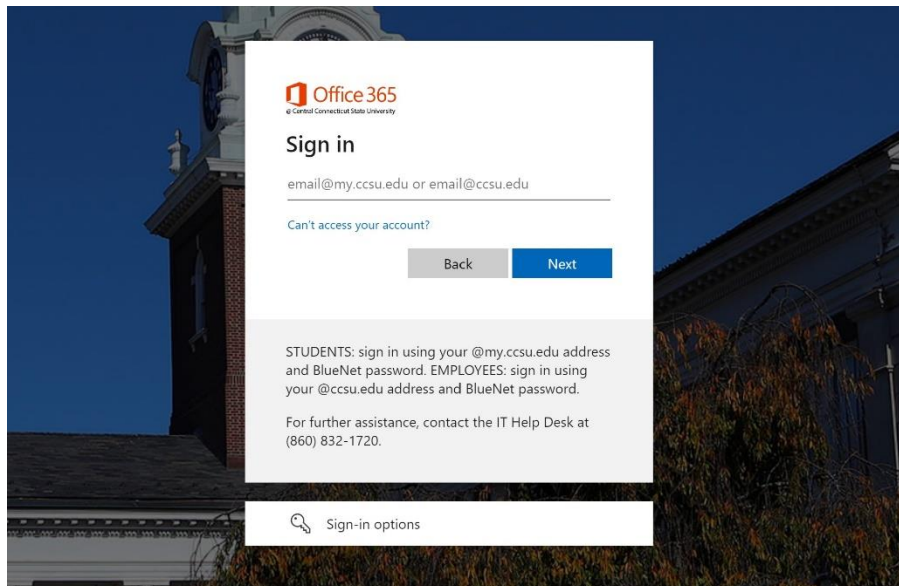 Office 365
@ Central Connecticut State University
Sign in
email@my.ccsu.edu or email@ccsu.edu
Can't access your account?
Back
Next
STUDENTS: sign in using your @my.ccsu.edu address
and BlueNet password. EMPLOYEES: sign in using
your @ccsu.edu address and BlueNet password.
For further assistance, contact the IT Help Desk at
(860) 832-1720.
Sign-in options